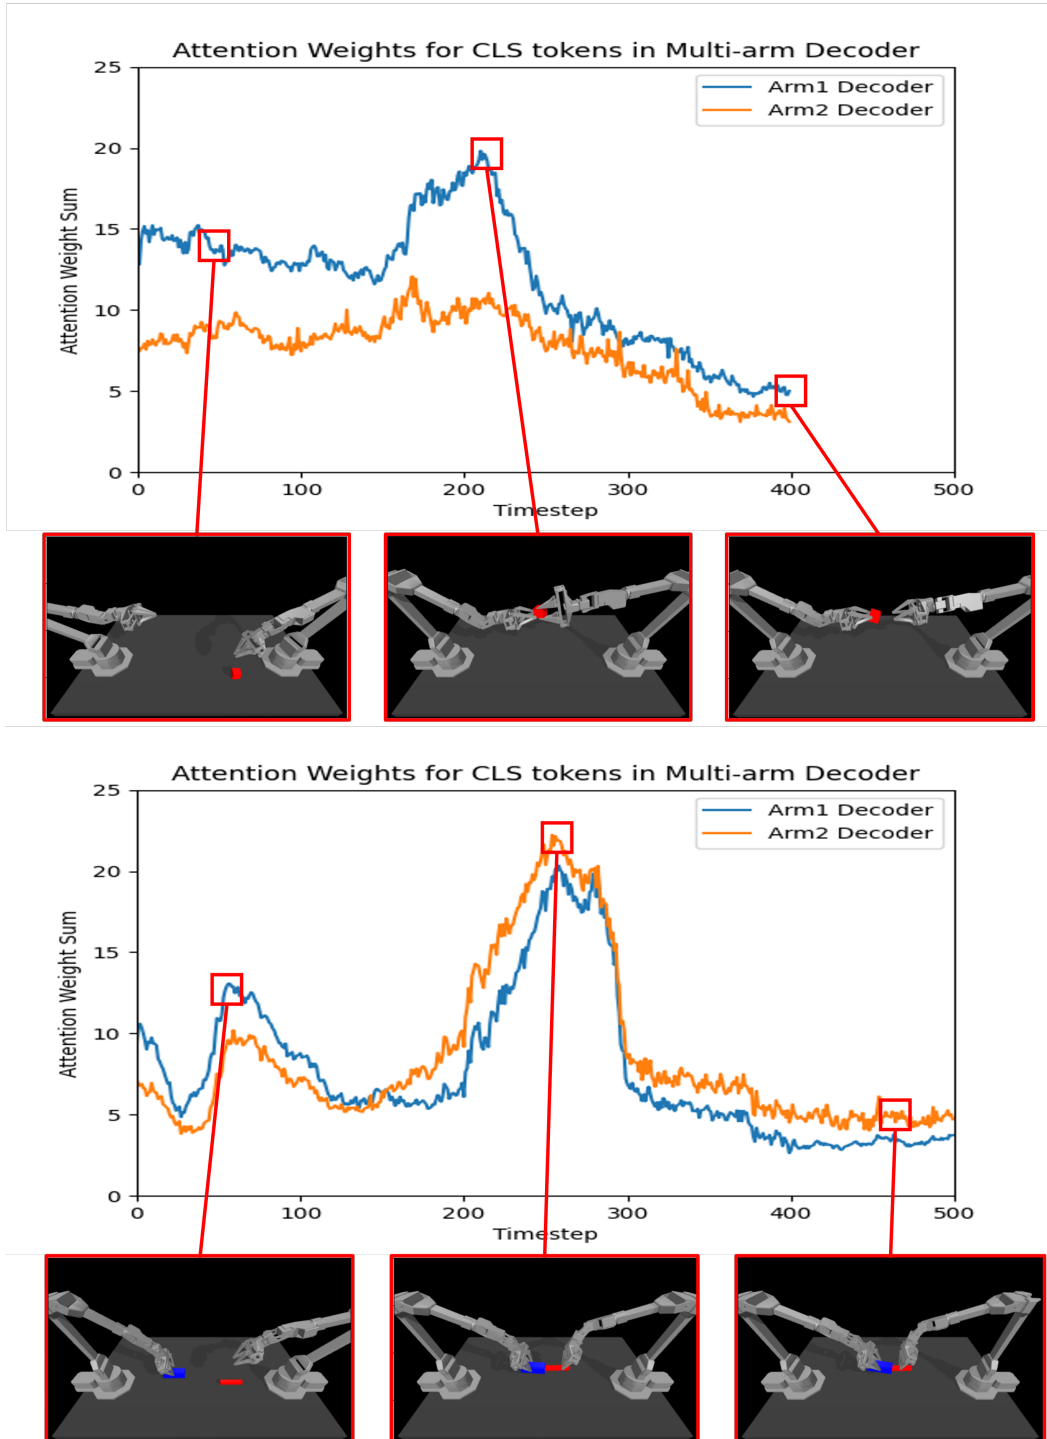 Attention Weights for CLS tokens in Multi-arm Decoder
25
Arm1 Decoder
Arm2 Decoder
20
15
10
5
0
Attention Weight Sum
0 100 200 300 400 500
Timestep
Attention Weights for CLS tokens in Multi-arm Decoder
25
Arm1 Decoder
Arm2 Decoder
20
15
10
5
0
Attention Weight Sum
0 100 200 300 400 500
Timestep